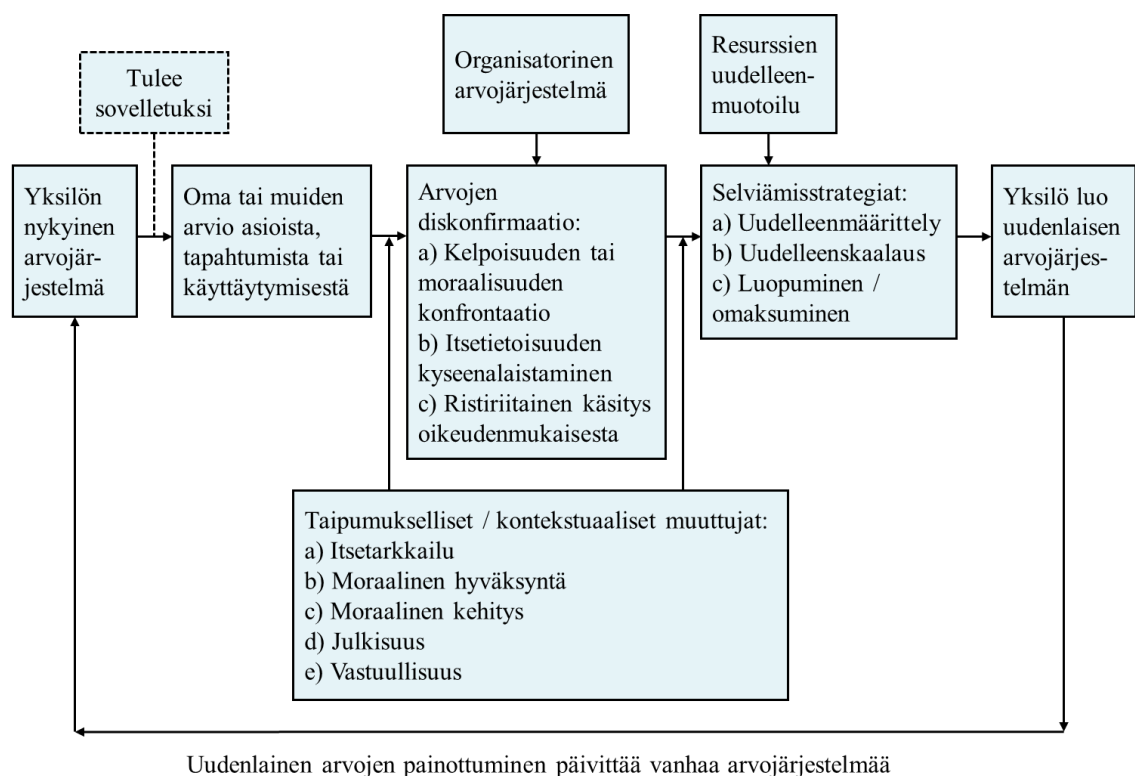 Tulee
sovelletuksi
Organisatorinen
arvojärjestelmä
Resurssien
uudelleen-
muotoilu
Yksilön
nykyinen
arvojär-
jestelmä
Oma tai muiden
arvio asioista,
tapahtumista tai
käyttäytymisestä
Arvojen
diskonfirmaatio:
a) Kelpoisuuden tai
moraalisuuden
konfrontaatio
b) Itsetietoisuuden
kyseenalaistaminen
c) Ristiriitainen käsitys
oikeudenmukaisesta
Selviämisstrategiat:
a) Uudelleenmäärittely
b) Uudelleenskaalaus
c) Luopuminen /
omaksuminen
Yksilö luo
uudenlaisen
arvojärjes-
telmän
Taipumukselliset / kontekstuaaliset muuttujat:
a) Itsetarkkailu
b) Moraalinen hyväksyntä
c) Moraalinen kehitys
d) Julkisuus
e) Vastuullisuus
Uudenlainen arvojen painottuminen päivittää vanhaa arvojärjestelmää